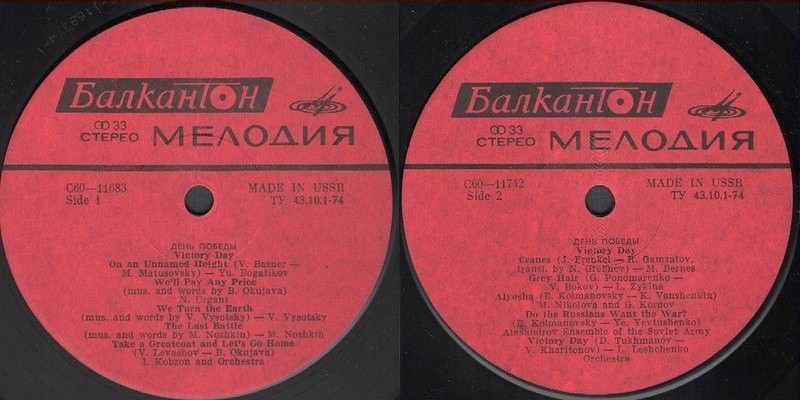 Балкантон
33
СТЕРЕО МЕЛОДИЯ
С60—11683 MADE IN USSR
Side 1 ТУ 43.10.1-74
ДЕНЬ ПОБЕДЫ
Victory Day
On an Unnamed Height (V. Basner —
M. Matusovsky) — Yu. Bogatikov
We'll Pay Any Price
(mus. and words by B. Okujava)
N. Urgant
We Turn the Earth
(mus. and words by V. Vysotsky) — V. Vysotsky
The Last Battle
(mus. and words by M. Nozhkin) — M. Nozhkin
Take a Greatcoat and Let's Go Home
(V. Levashov — B. Okujava)
I. Kobzon and Orchestra
Балкантон
33
СТЕРЕО МЕЛОДИЯ
С60—11742 MADE IN USSR
Side 2 ТУ 43.10.1-74
ДЕНЬ ПОБЕДЫ
Victory Day
Cranes (J. Frenkel — R. Gamzatov,
transl. by N. Grebnev) — M. Bernes
Grey Hair (G. Ponomarenko —
V. Bokov) — L. Zykina
Alyosha (E. Kolmanovsky — K. Vanshenkin)
M. Nikolova and G. Kordov
Do the Russians Want the War?
(E. Kolmanovsky — Ye. Yevtushenko)
Alexandrov Ensemble of the Soviet Army
Victory Day (D. Tukhmanov —
V. Kharitonov) — L. Leshchenko
Orchestra